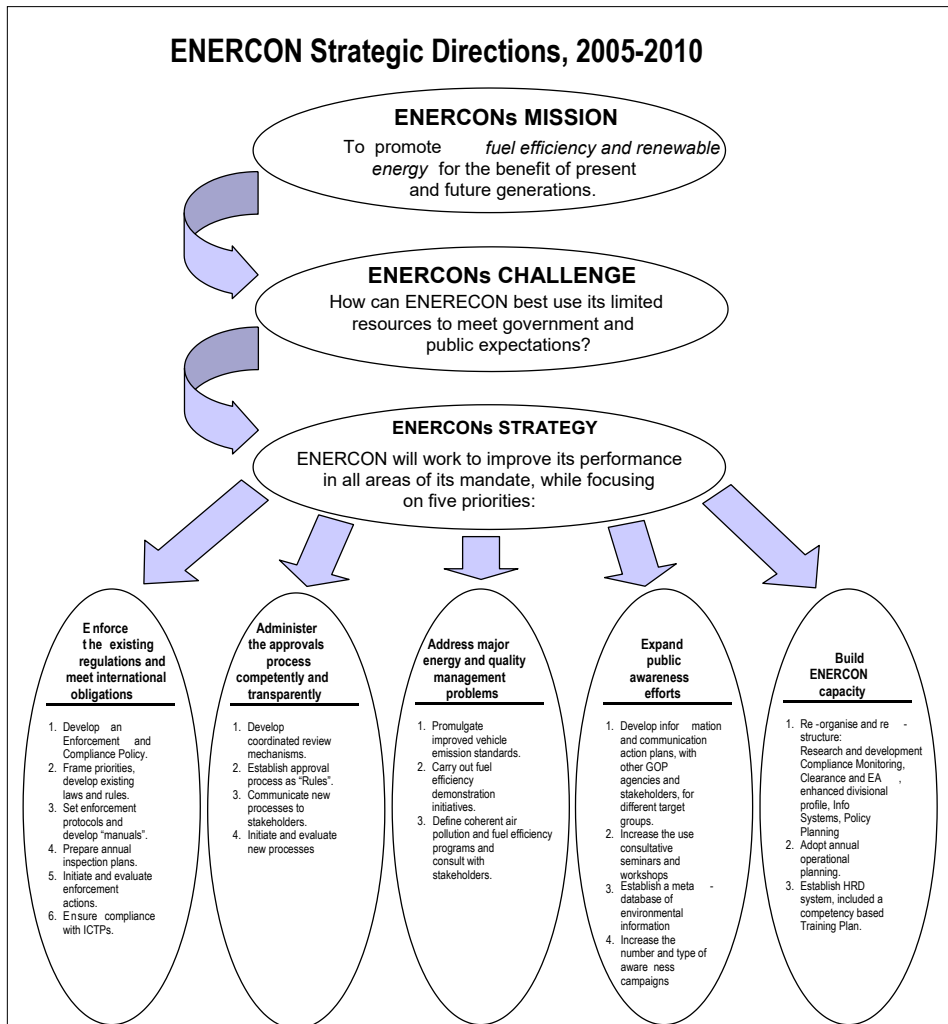 ENERCON Strategic Directions, 2005-2010
ENERCONs MISSION
To promote fuel efficiency and renewable
energy for the benefit of present
and future generations.
ENERCONs CHALLENGE
How can ENERECON best use its limited
resources to meet government and
public expectations?
ENERCONs STRATEGY
ENERCON will work to improve its performance
in all areas of its mandate, while focusing
on five priorities:
Enforce
the existing
regulations and
meet international
obligations
1. Develop an
Enforcement and
Compliance Policy.
2. Frame priorities,
develop existing
laws and rules.
3. Set enforcement
protocols and
develop “manuals”.
4. Prepare annual
inspection plans.
5. Initiate and evaluate
enforcement
actions.
6. Ensure compliance
with ICTPs.
Administer
the approvals
process
competently and
transparently
1. Develop
coordinated review
mechanisms.
2. Establish approval
process as “Rules”.
3. Communicate new
processes to
stakeholders.
4. Initiate and evaluate
new processes
Address major
energy and quality
management
problems
1. Promulgate
improved vehicle
emission standards.
2. Carry out fuel
efficiency
demonstration
initiatives.
3. Define coherent air
pollution and fuel efficiency
programs and
consult with
stakeholders.
Expand
public
awareness
efforts
1. Develop infor mation
and communication
action plans, with
other GOP
agencies and
stakeholders, for
different target
groups.
2. Increase the use
consultative
seminars and
workshops
3. Establish a meta -
database of
environmental
information
4. Increase the
number and type of
aware ness
campaigns
Build
ENERCON
capacity
1. Re -organise and re -
structure:
Research and development
Compliance Monitoring,
Clearance and EA ,
enhanced divisional
profile, Info
Systems, Policy
Planning
2. Adopt annual
operational
planning.
3. Establish HRD
system, included a
competency based
Training Plan.